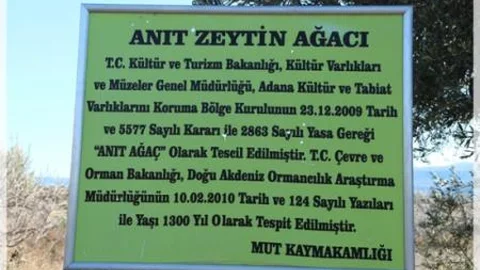 ANIT ZEYTİN AĞACI
T.C. Kültür ve Turizm Bakanlığı, Kültür Varlıkları
ve Müzeler Genel Müdürlüğü, Adana Kültür ve Tabiat
Varlıklarını Koruma Bölge Kurulunun 23.12.2009 Tarih
ve 5577 Sayılı Kararı ile 2863 Sayılı Yasa Gereği
"ANIT AĞAÇ" Olarak Tescil Edilmiştir. T.C. Çevre ve
Orman Bakanlığı, Doğu Akdeniz Ormancılık Araştırma
Müdürlüğünün 10.02.2010 Tarih ve 124 Sayılı Yazıları
ile Yaşı 1300 Yıl Olarak Tespit Edilmiştir.
MUT KAYMAKAMLIĞI